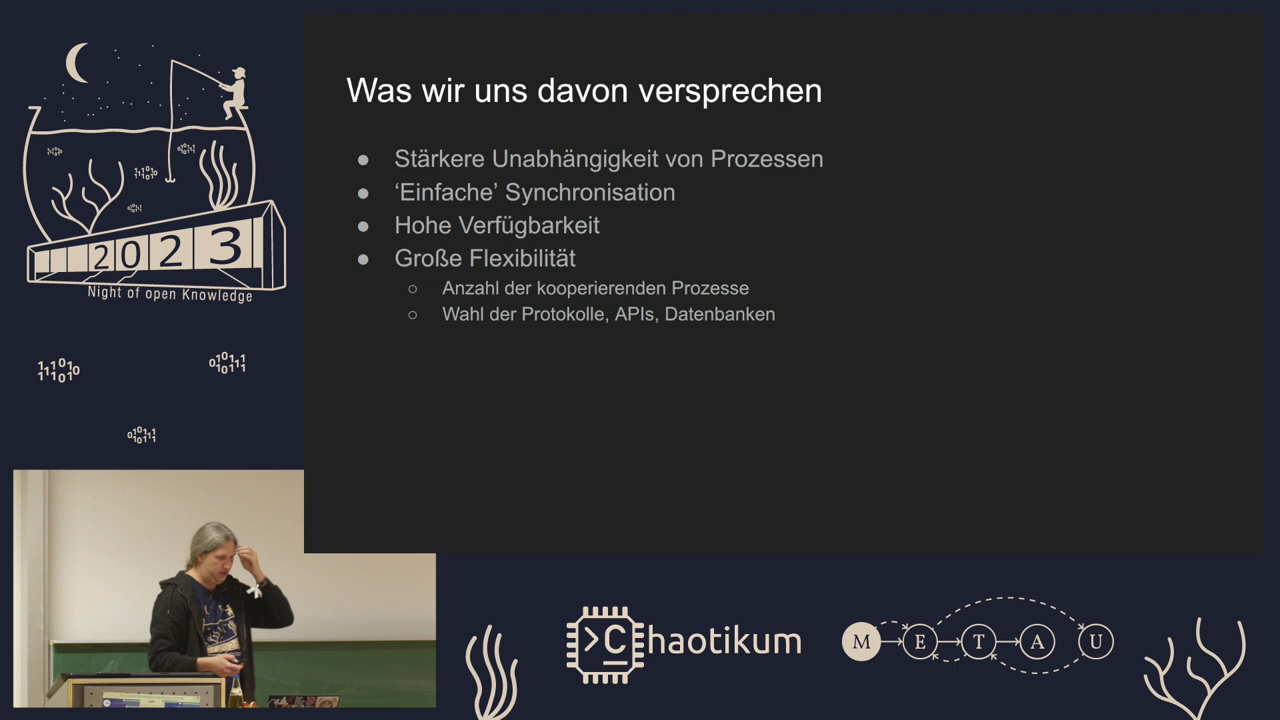 Was wir uns davon versprechen
● Stärkere Unabhängigkeit von Prozessen
● ‘Einfache’ Synchronisation
● Hohe Verfügbarkeit
● Große Flexibilität
○ Anzahl der kooperierenden Prozesse
○ Wahl der Protokolle, APIs, Datenbanken
2023
Night of open Knowledge
>Chaotikum
M E T A U